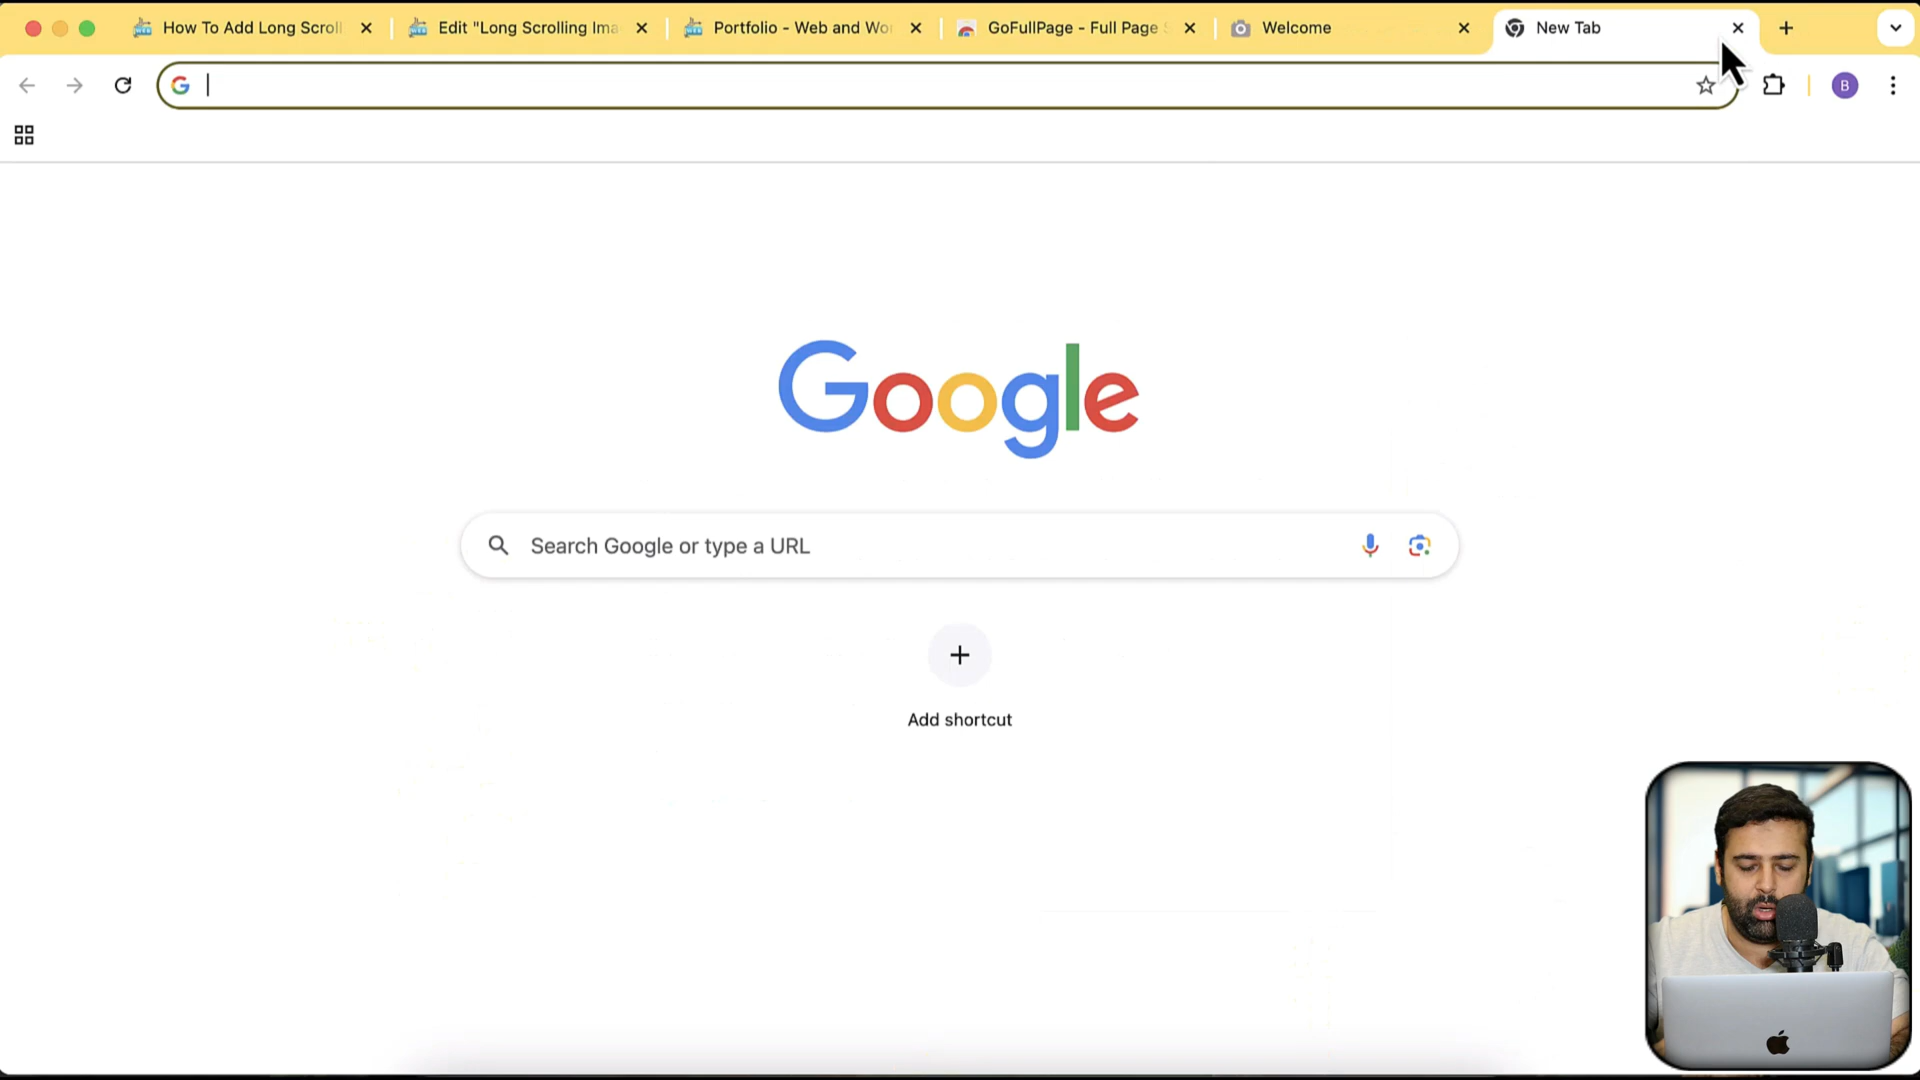 How To Add Long Scroll
Edit "Long Scrolling Ima
Portfolio - Web and Wo
GoFullPage - Full Page
Welcome
New Tab
B
Google
Search Google or type a URL
Add shortcut